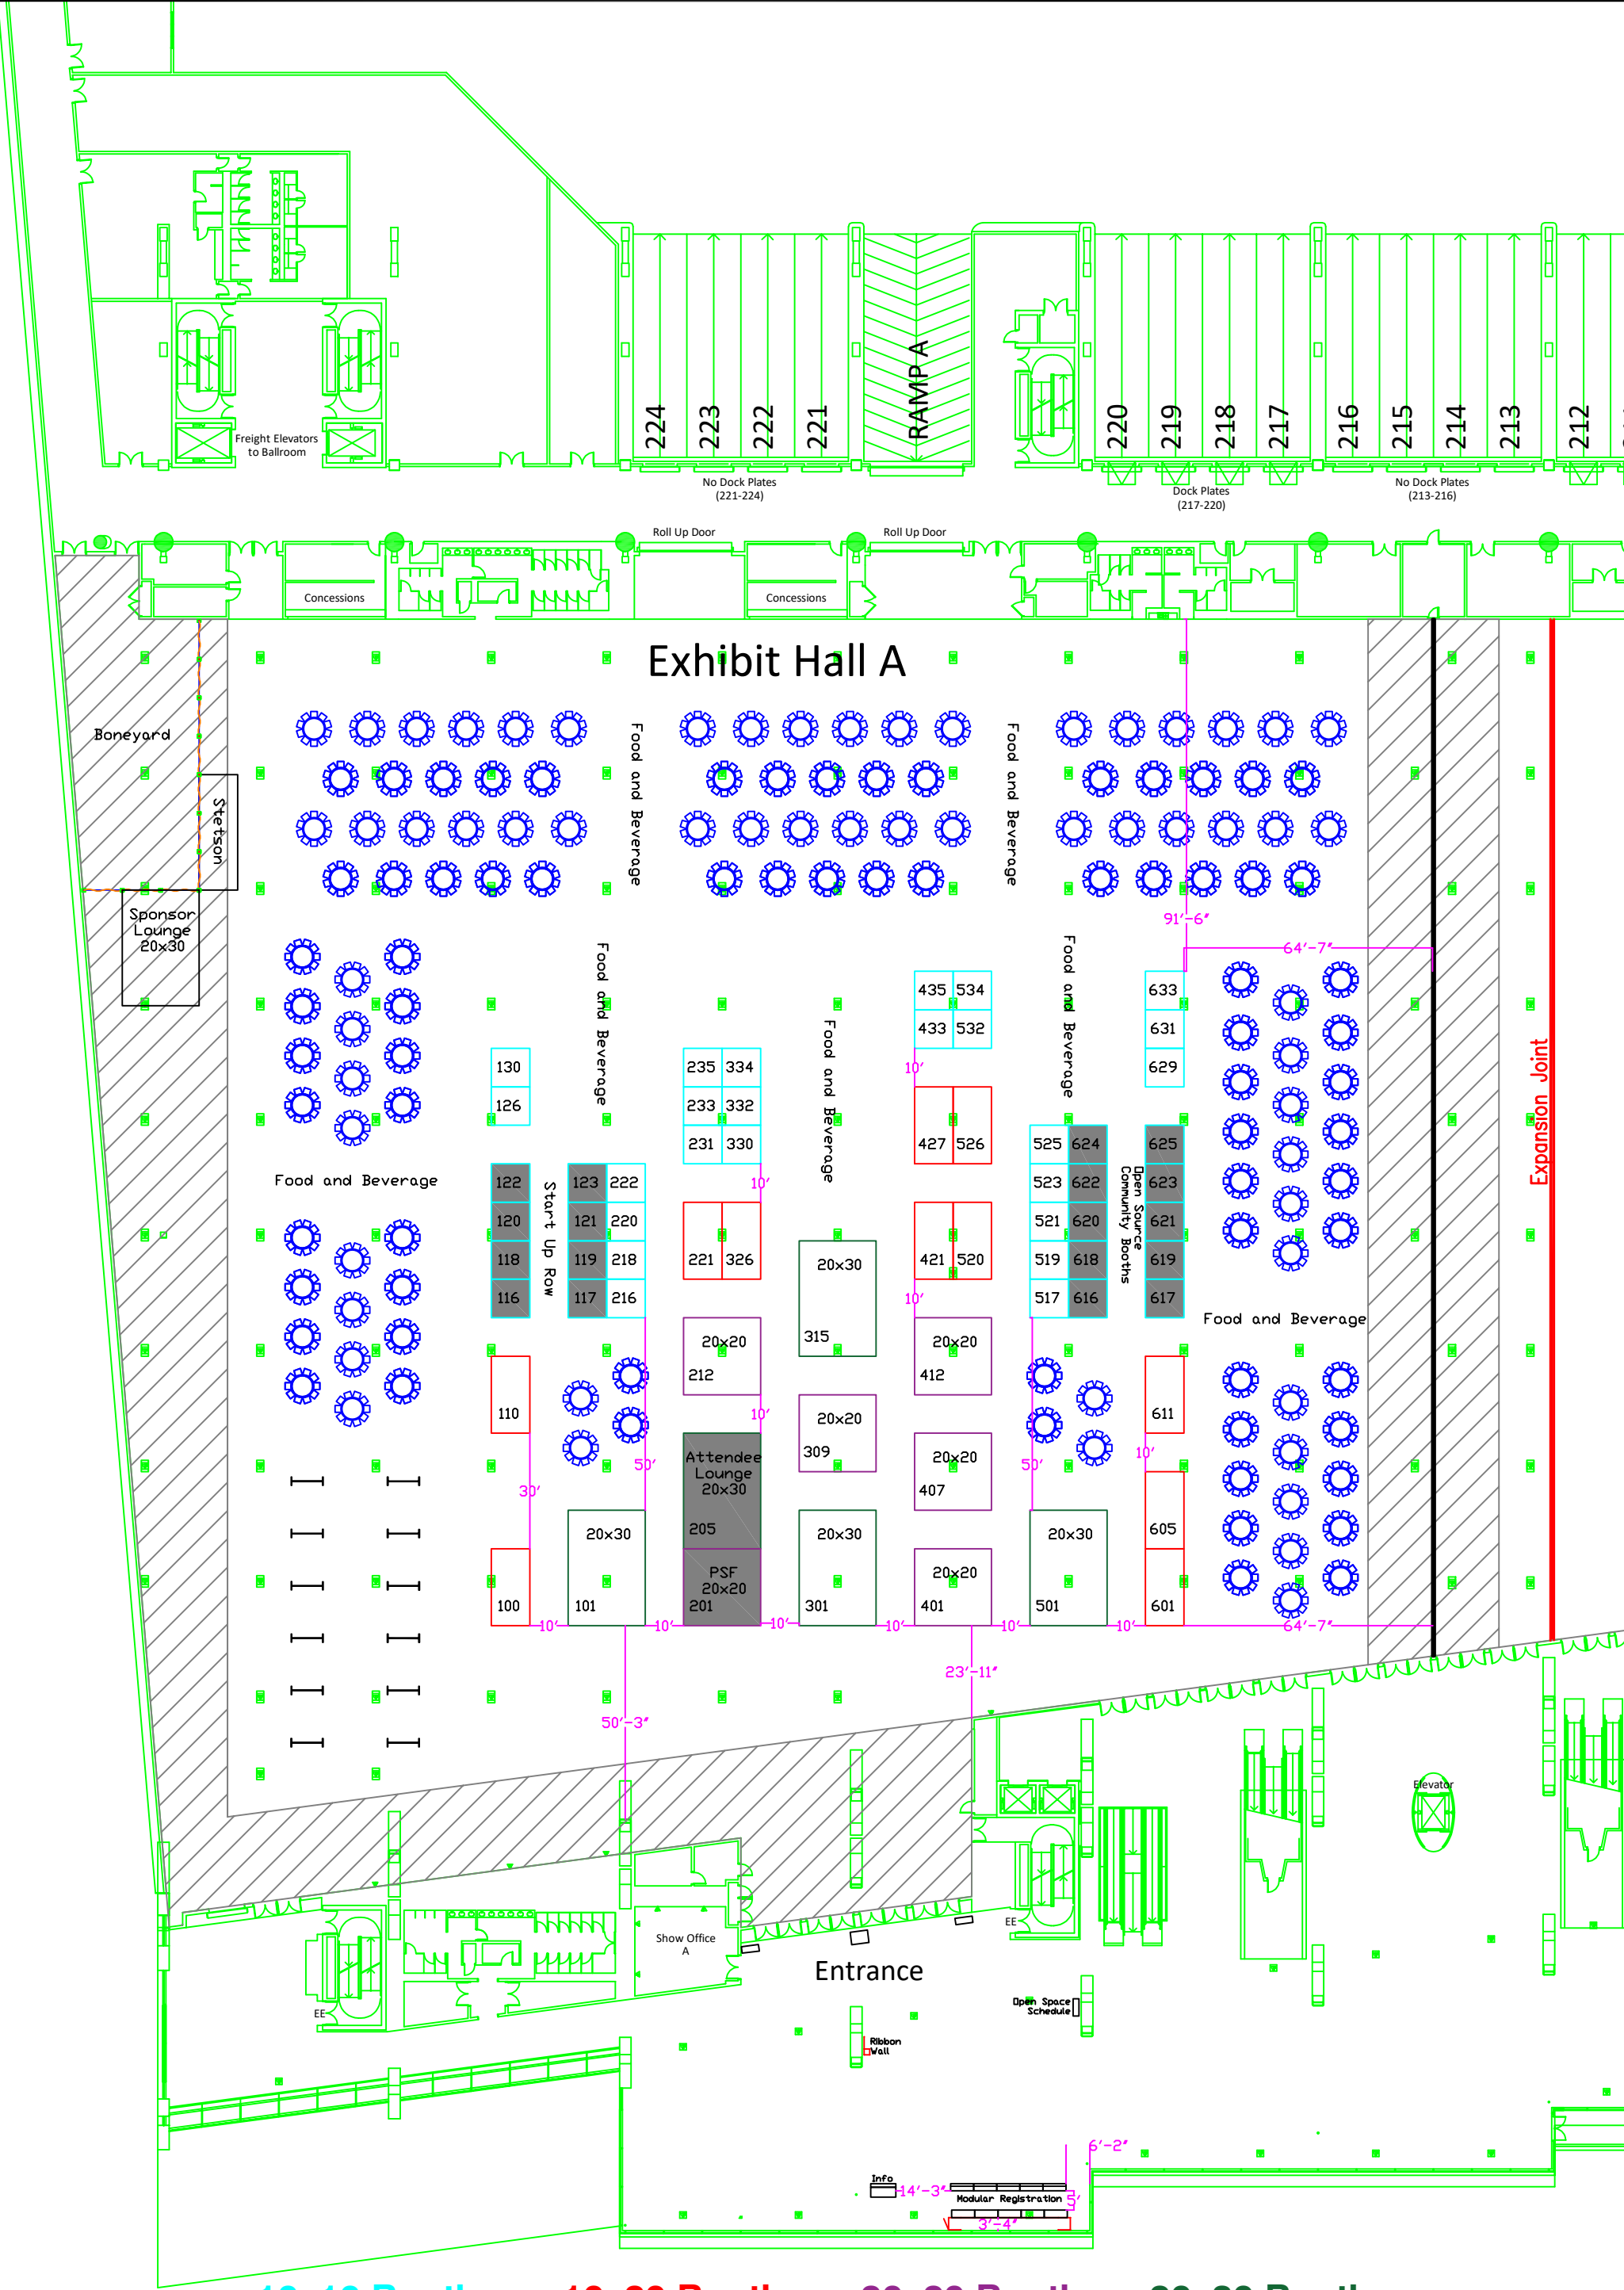 Freight Elevators
to Ballroom
224
223
222
221
RAMP A
220
219
218
217
216
215
214
213
212
No Dock Plates
(221-224)
Dock Plates
(217-220)
No Dock Plates
(213-216)
Roll Up Door
Roll Up Door
Concessions
Concessions
Exhibit Hall A
Boneyard
Stetson
Sponsor
Lounge
20x30
Food and Beverage
Food and Beverage
91'-6"
64'-7"
Food and Beverage
Food and Beverage
Food and Beverage
435 534
433 532
10'
427 526
633
631
629
130
126
235 334
233 332
231 330
10'
Expansion Joint
Food and Beverage
122
120
118
116
Start Up Row
123 222
121 220
119 218
117 216
221 326
20x30
315
421 520
10'
525 624
523 622
521 620
519 618
517 616
Open Source
Community Booths
625
623
621
619
617
Food and Beverage
110
20x20
212
10'
50'
20x20
309
20x20
412
20x20
407
50'
611
10'
605
30'
Attendee
Lounge
20x30
205
100
20x30
101
PSF
20x20
201
20x30
301
20x20
401
20x30
501
601
10'
10'
10'
10'
10'
10'
64'-7"
23'-11"
50'-3"
Elevator
Show Office
A
EE
EE
Entrance
Open Space
Schedule
Ribbon
Wall
6'-2"
Info
14'-3"
Modular Registration
5'
3'-4"